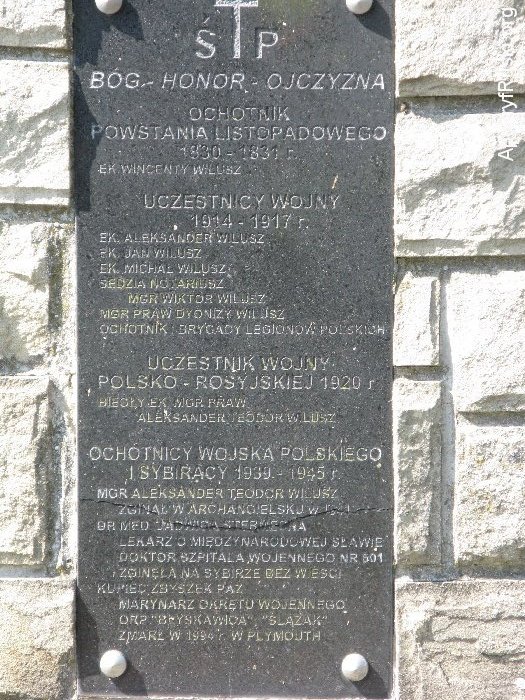 Ś P
BÓG - HONOR - OJCZYZNA
OCHOTNIK
POWSTANIA LISTOPADOWEGO
1830 - 1831 r.
EK. WINCENTY WILUSZ
UCZESTNICY WOJNY
1914 - 1917 r.
EK. ALEKSANDER WILUSZ
EK. JAN WILUSZ
EK. MICHAŁ WILUSZ
SĘDZIA NOTARIUSZ
MGR WIKTOR WILUSZ
MGR PRAW DYONIZY WILUSZ
OCHOTNIK I BRYGADY LEGIONÓW POLSKICH
UCZESTNIK WOJNY
POLSKO - ROSYJSKIEJ 1920 r
BIEGŁY EK. MGR PRAW
ALEKSANDER TEODOR WILUSZ
OCHOTNICY WOJSKA POLSKIEGO
I SYBIRACY 1939 - 1945 r.
MGR ALEKSANDER TEODOR WILUSZ
ZGINĄŁ W ARCHANGIELSKU W
DR MED. JADWIGA
LEKARZ O MIĘDZYNARODOWEJ SŁAWIE
DOKTOR SZPITALA WOJENNEGO NR 601
ZGINĘŁA NA SYBIRZE BEZ WIEŚCI
KUPIEC ZBYSZEK PAZ
MARYNARZ OKRĘTU WOJENNEGO
ORP "BŁYSKAWICA", "ŚLĄZAK"
ZMARŁ W 1994 r. W PLYMOUTH